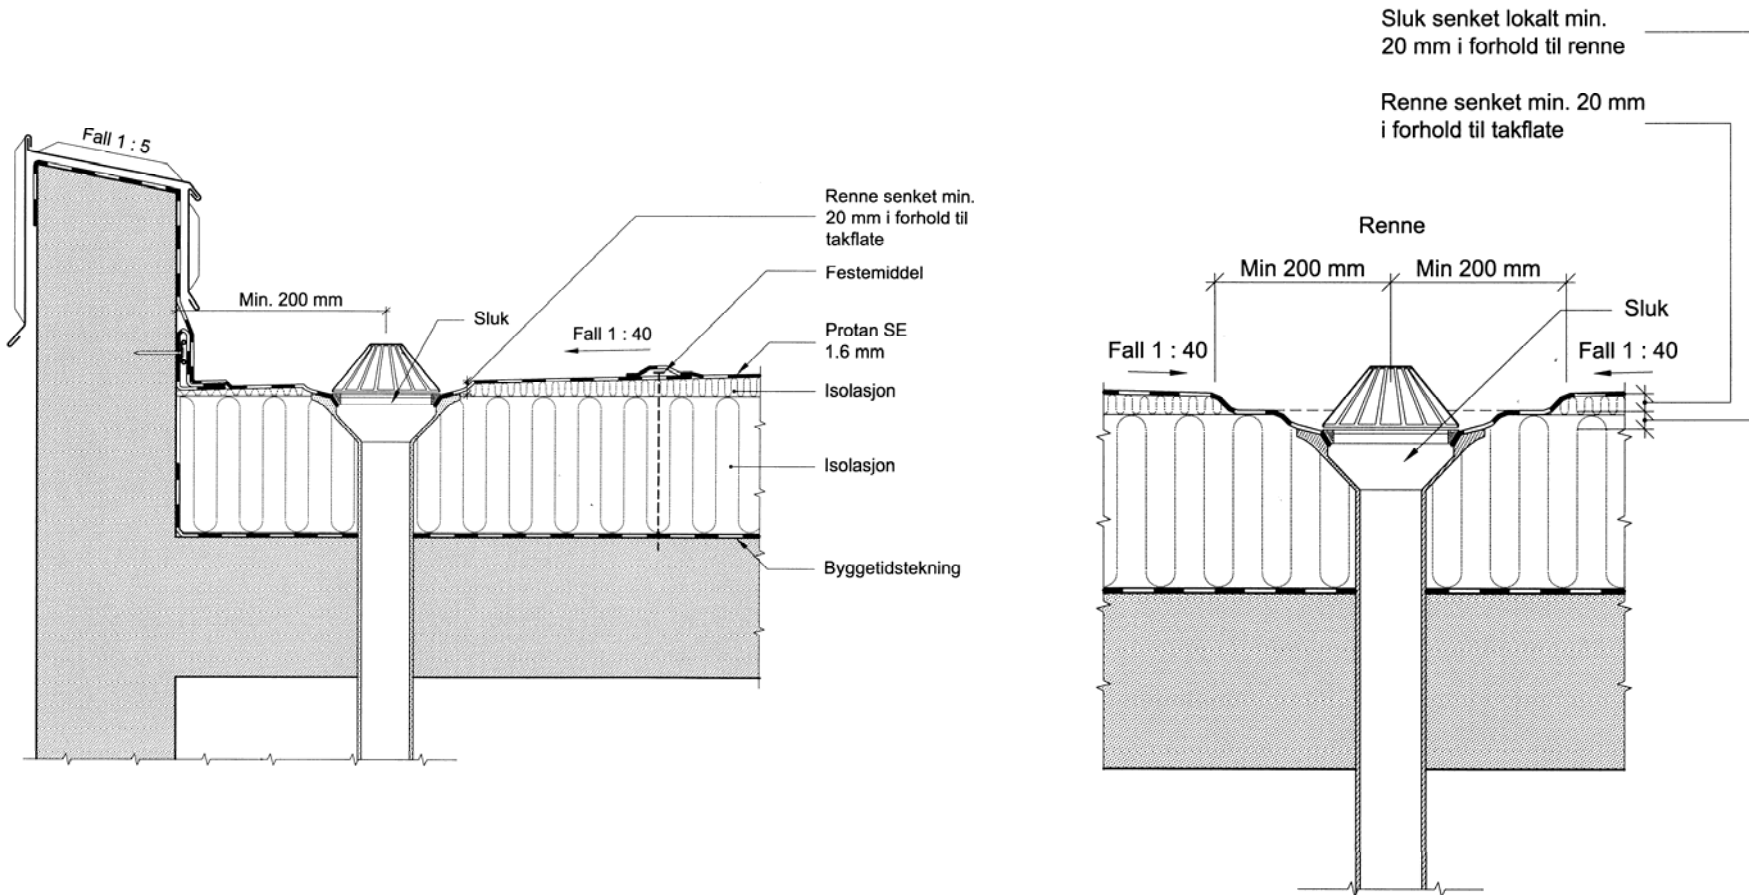 Fall 1 : 5
Min. 200 mm
Sluk
Fall 1 : 40
Renne senket min.
20 mm i forhold til
takflate
Festemiddel
Protan SE
1.6 mm
Isolasjon
Isolasjon
Byggetidstekning
Sluk senket lokalt min.
20 mm i forhold til renne
Renne senket min. 20 mm
i forhold til takflate
Renne
Min 200 mm
Min 200 mm
Sluk
Fall 1 : 40
Fall 1 : 40